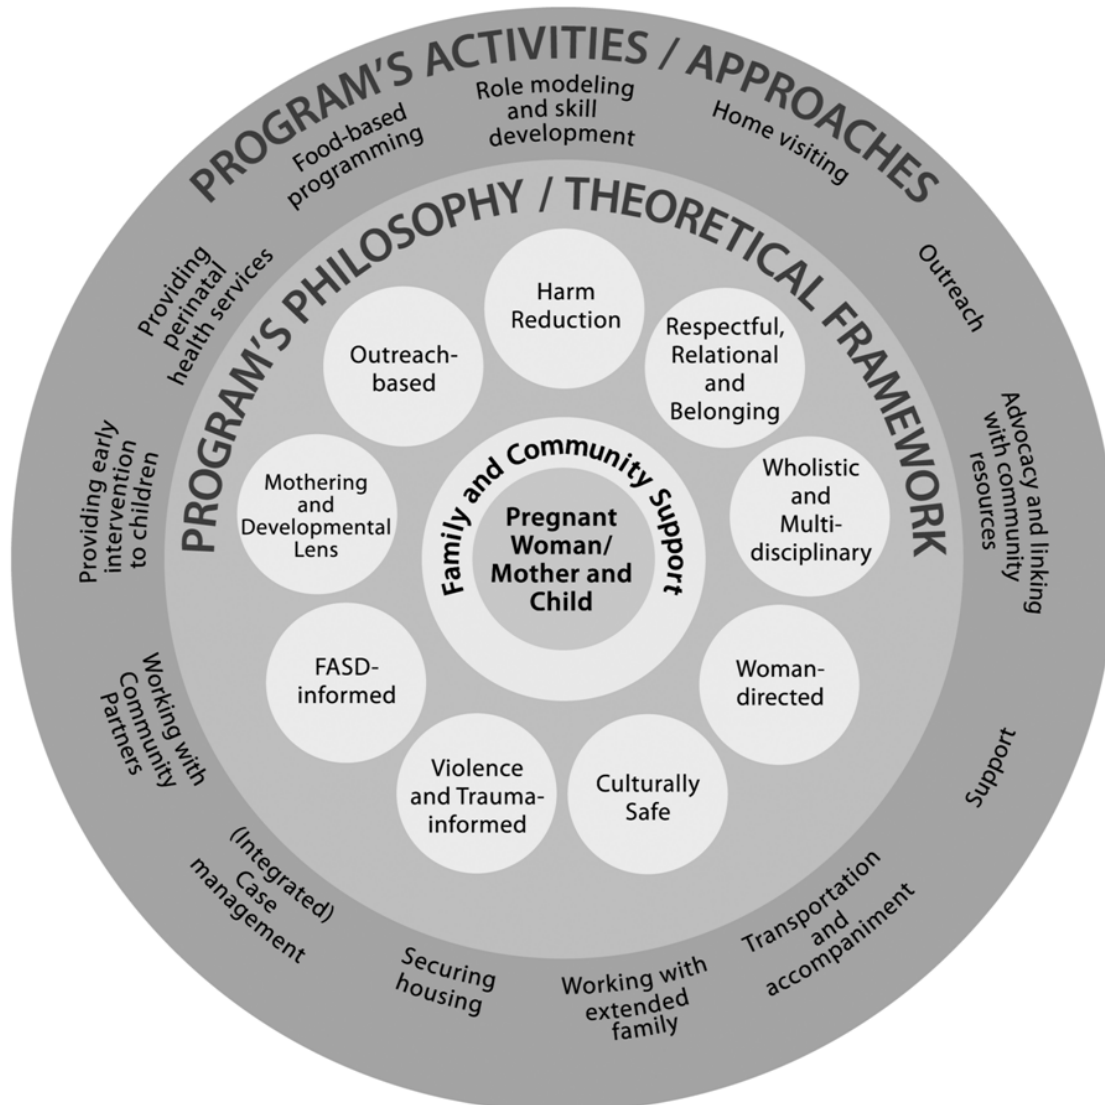 PROGRAM'S ACTIVITIES / APPROACHES
Role modeling
and skill
development
Home visiting
Outreach
Advocacy and linking
with community
resources
Support
Transportation
and
accompaniment
Working with
extended
family
Securing
housing
(Integrated)
Case
management
Working with
Community
Partners
Providing early
intervention
to children
Providing
perinatal
health services
Food-based
programming
PROGRAM'S PHILOSOPHY / THEORETICAL FRAMEWORK
Harm
Reduction
Respectful,
Relational
and
Belonging
Wholistic
and
Multi-
disciplinary
Woman-
directed
Culturally
Safe
Violence
and Trauma-
informed
FASD-
informed
Mothering
and
Developmental
Lens
Outreach-
based
Family and Community Support
Pregnant
Woman/
Mother and
Child